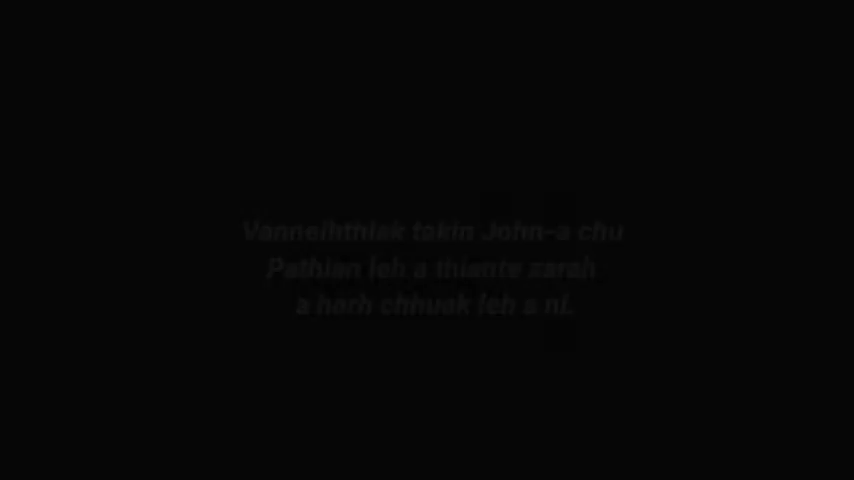 Vanneihthlak takin John-a chu
Pathian leh a thiante zarah
a harh chhuak leh a ni.